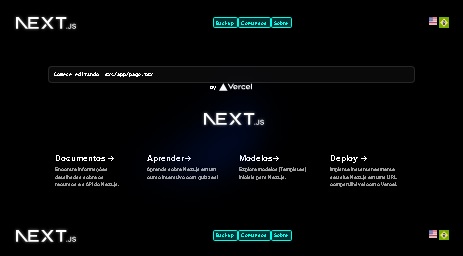 NEXT.JS
Backup Comversos Sobre
Comece editando src/app/page.tsx
By Vercel
NEXT.JS
Documentos →
Encontre informações
detalhadas sobre os
recursos e a API do Next.js.
Aprender→
Aprenda sobre Next.js em um
curso interativo com quizzes!
Modelos→
Explore modelos (Templates)
iniciais para Next.js.
Deploy →
Implante instantaneamente
seu site Next.js em uma URL
compartilhável com o Vercel.
NEXT.JS
Sobre